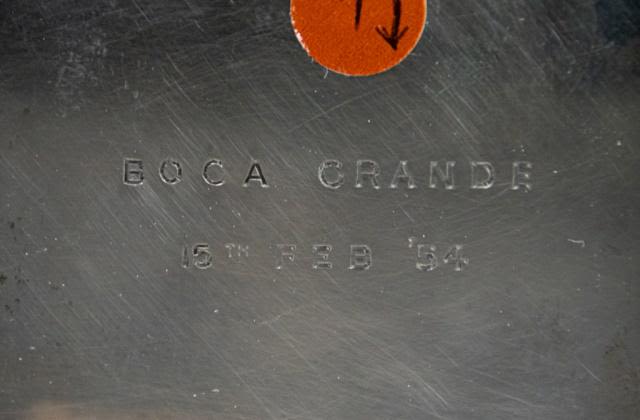 BOCA GRANDE
15TH FEB '54